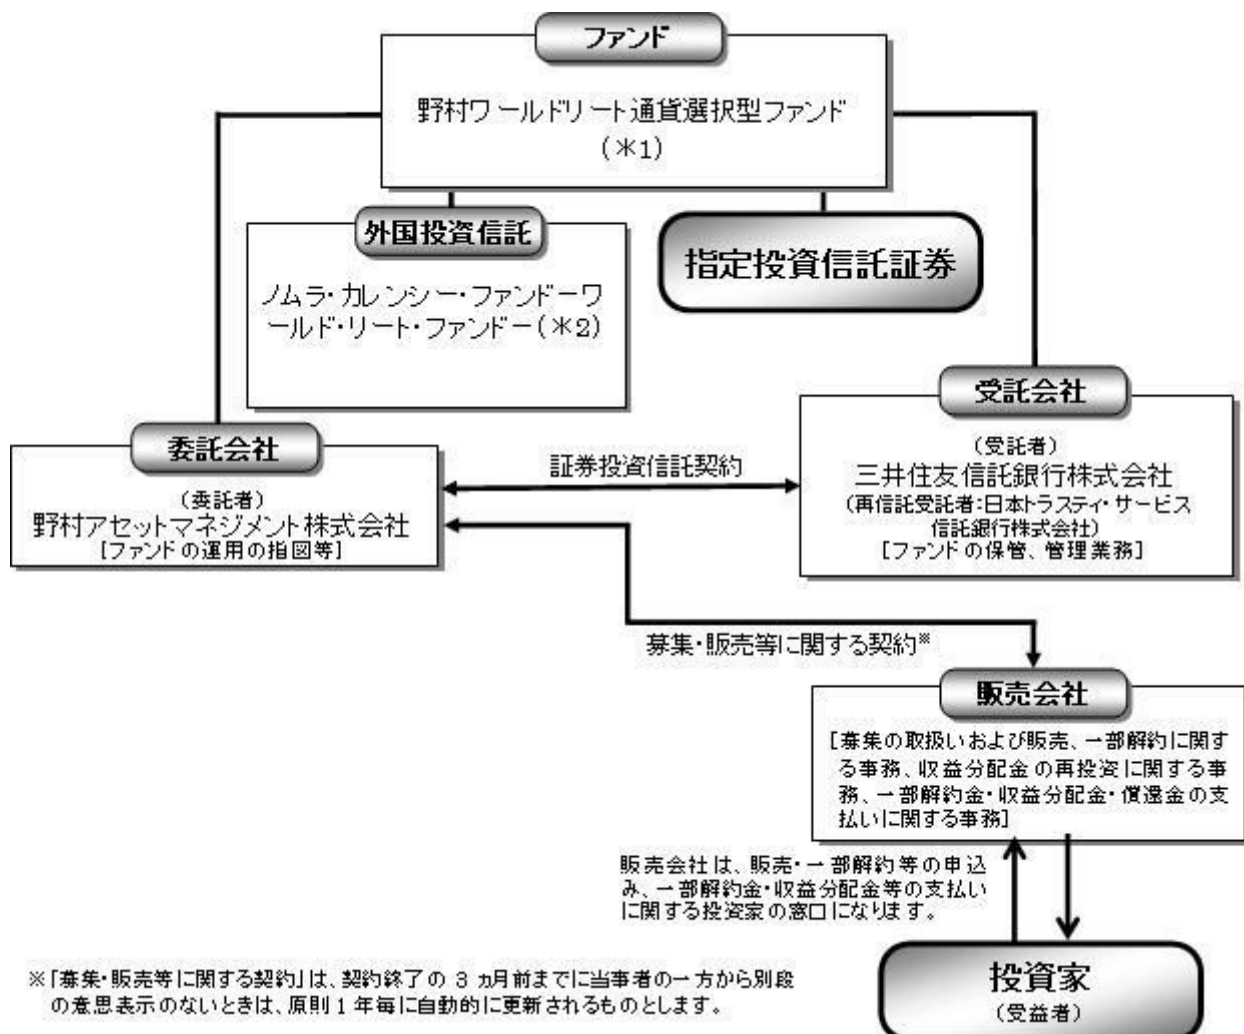 ファンド
野村ワールドリート通貨選択型ファンド
(＊1)
外国投資信託
ノムラ・カレンシー・ファンドーワ
ールド・リート・ファンドー(＊2)
指定投資信託証券
委託会社
(委託者)
野村アセットマネジメント株式会社
[ファンドの運用の指図等]
証券投資信託契約
受託会社
(受託者)
三井住友信託銀行株式会社
(再信託受託者:日本トラスティ・サービス
信託銀行株式会社)
[ファンドの保管、管理業務]
募集・販売等に関する契約※
販売会社
[募集の取扱いおよび販売、一部解約に関す
る事務、収益分配金の再投資に関する事
務、一部解約金・収益分配金・償還金の支
払いに関する事務]
販売会社は、販売・一部解約等の申込
み、一部解約金・収益分配金等の支払い
に関する投資家の窓口になります。
投資家
(受益者)
※「募集・販売等に関する契約」は、契約終了の 3 ヵ月前までに当事者の一方から別段
の意思表示のないときは、原則 1 年毎に自動的に更新されるものとします。